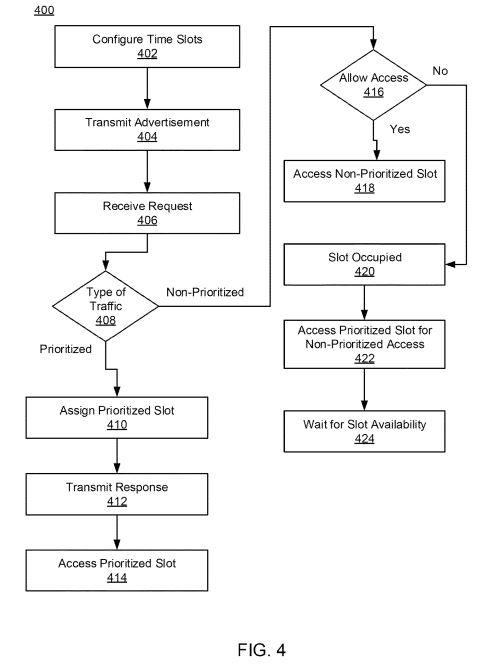 400
Configure Time Slots
402
Transmit Advertisement
404
Receive Request
406
Type of
Traffic
408
Non-Prioritized
Prioritized
Assign Prioritized Slot
410
Transmit Response
412
Access Prioritized Slot
414
Allow Access
416
No
Yes
Access Non-Prioritized Slot
418
Slot Occupied
420
Access Prioritized Slot for
Non-Prioritized Access
422
Wait for Slot Availability
424
FIG. 4